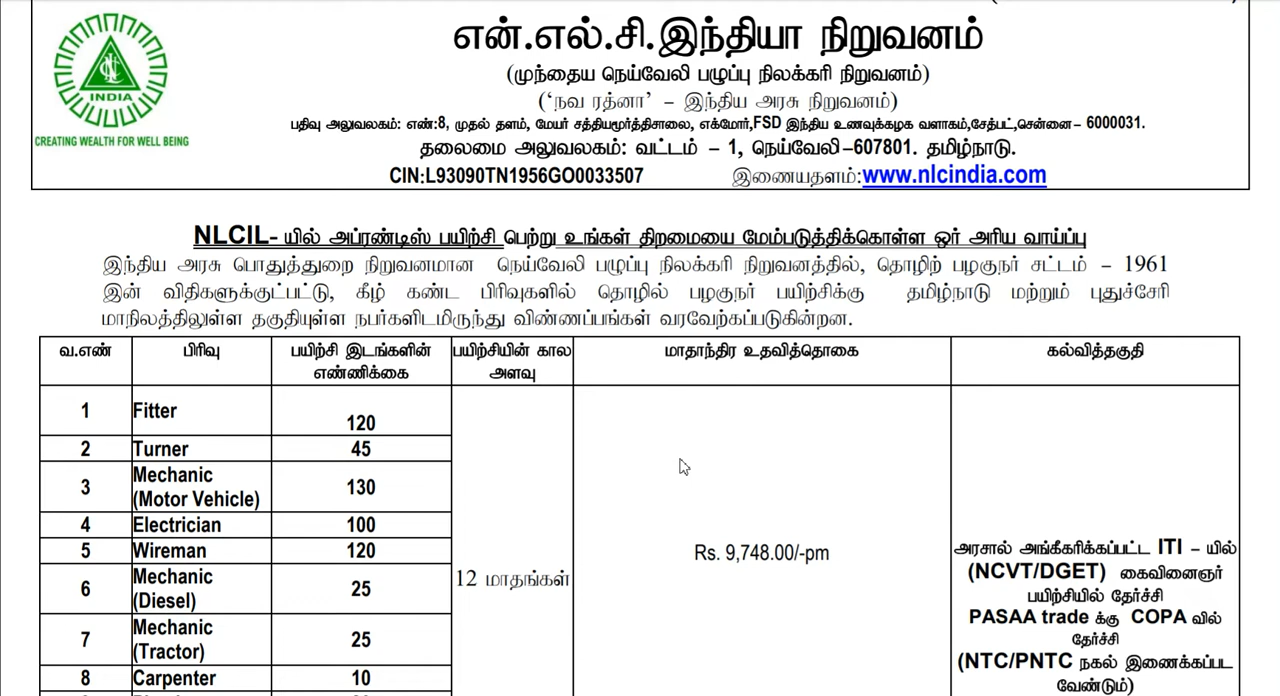 INDIA
CREATING WEALTH FOR WELL BEING
என்.எல்.சி.இந்தியா நிறுவனம்
(முந்தைய நெய்வேலி பழுப்பு நிலக்கரி நிறுவனம்)
('நவ ரத்னா' – இந்திய அரசு நிறுவனம்)
பதிவு அலுவலகம்: எண்:8, முதல் தளம், மேயர் சத்தியமூர்த்திசாலை, எக்மோர்,FSD இந்திய உணவுக்கழக வளாகம்,சேத்பட்,சென்னை– 6000031.
தலைமை அலுவலகம்: வட்டம் – 1, நெய்வேலி–607801. தமிழ்நாடு.
CIN:L93090TN1956GO0033507 இணையதளம்:www.nlcindia.com
NLCIL- யில் அப்ரண்டிஸ் பயிற்சி பெற்று உங்கள் திறமையை மேம்படுத்திக்கொள்ள ஓர் அரிய வாய்ப்பு
இந்திய அரசு பொதுத்துறை நிறுவனமான நெய்வேலி பழுப்பு நிலக்கரி நிறுவனத்தில், தொழிற் பழகுநர் சட்டம் – 1961
இன் விதிகளுக்குட்பட்டு, கீழ் கண்ட பிரிவுகளில் தொழில் பழகுநர் பயிற்சிக்கு தமிழ்நாடு மற்றும் புதுச்சேரி
மாநிலத்திலுள்ள தகுதியுள்ள நபர்களிடமிருந்து விண்ணப்பங்கள் வரவேற்கப்படுகின்றன.
வ.எண் பிரிவு பயிற்சி இடங்களின் எண்ணிக்கை பயிற்சியின் கால அளவு மாதாந்திர உதவித்தொகை கல்வித்தகுதி
1 Fitter 120
2 Turner 45
3 Mechanic (Motor Vehicle) 130
4 Electrician 100
5 Wireman 120
6 Mechanic (Diesel) 25
7 Mechanic (Tractor) 25
8 Carpenter 10
12 மாதங்கள்
Rs. 9,748.00/-pm
அரசால் அங்கீகரிக்கப்பட்ட ITI – யில்
(NCVT/DGET) கைவினைஞர்
பயிற்சியில் தேர்ச்சி
PASAA trade க்கு COPA வில்
தேர்ச்சி
(NTC/PNTC நகல் இணைக்கப்பட
வேண்டும்)